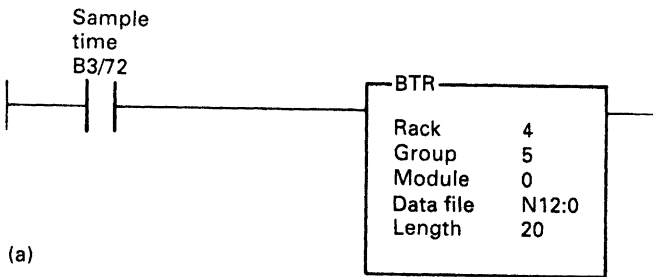 Sample
time
B3/72
BTR
Rack 4
Group 5
Module 0
Data file N12:0
Length 20
(a)